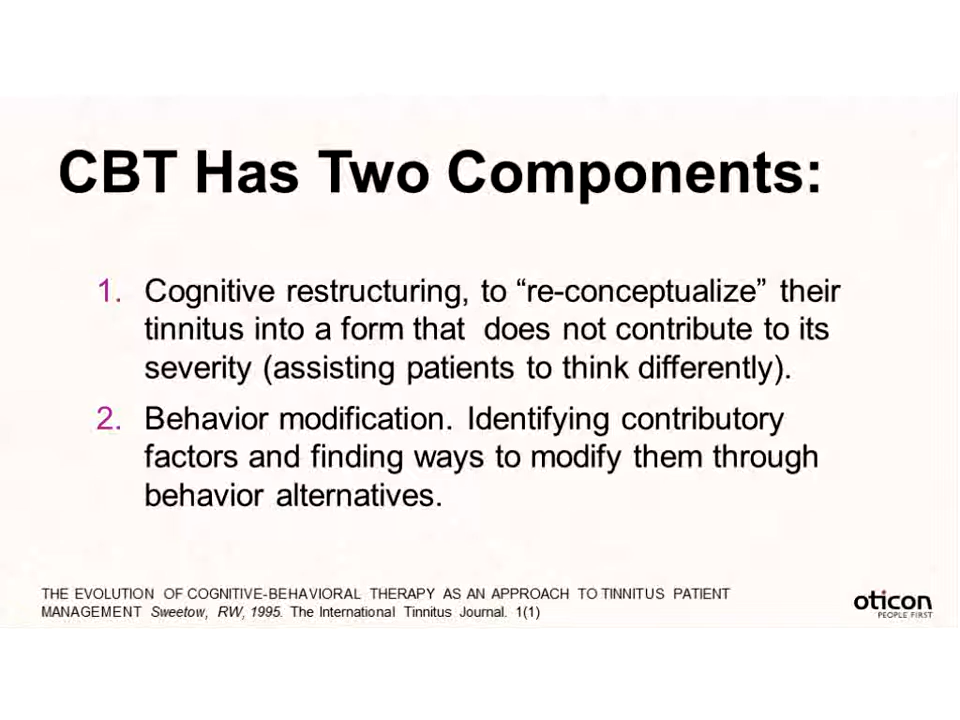 CBT Has Two Components:
1. Cognitive restructuring, to “re-conceptualize” their
tinnitus into a form that does not contribute to its
severity (assisting patients to think differently).
2. Behavior modification. Identifying contributory
factors and finding ways to modify them through
behavior alternatives.
THE EVOLUTION OF COGNITIVE-BEHAVIORAL THERAPY AS AN APPROACH TO TINNITUS PATIENT
MANAGEMENT Sweetow, RW, 1995. The International Tinnitus Journal. 1(1)
oticon
PEOPLE FIRST